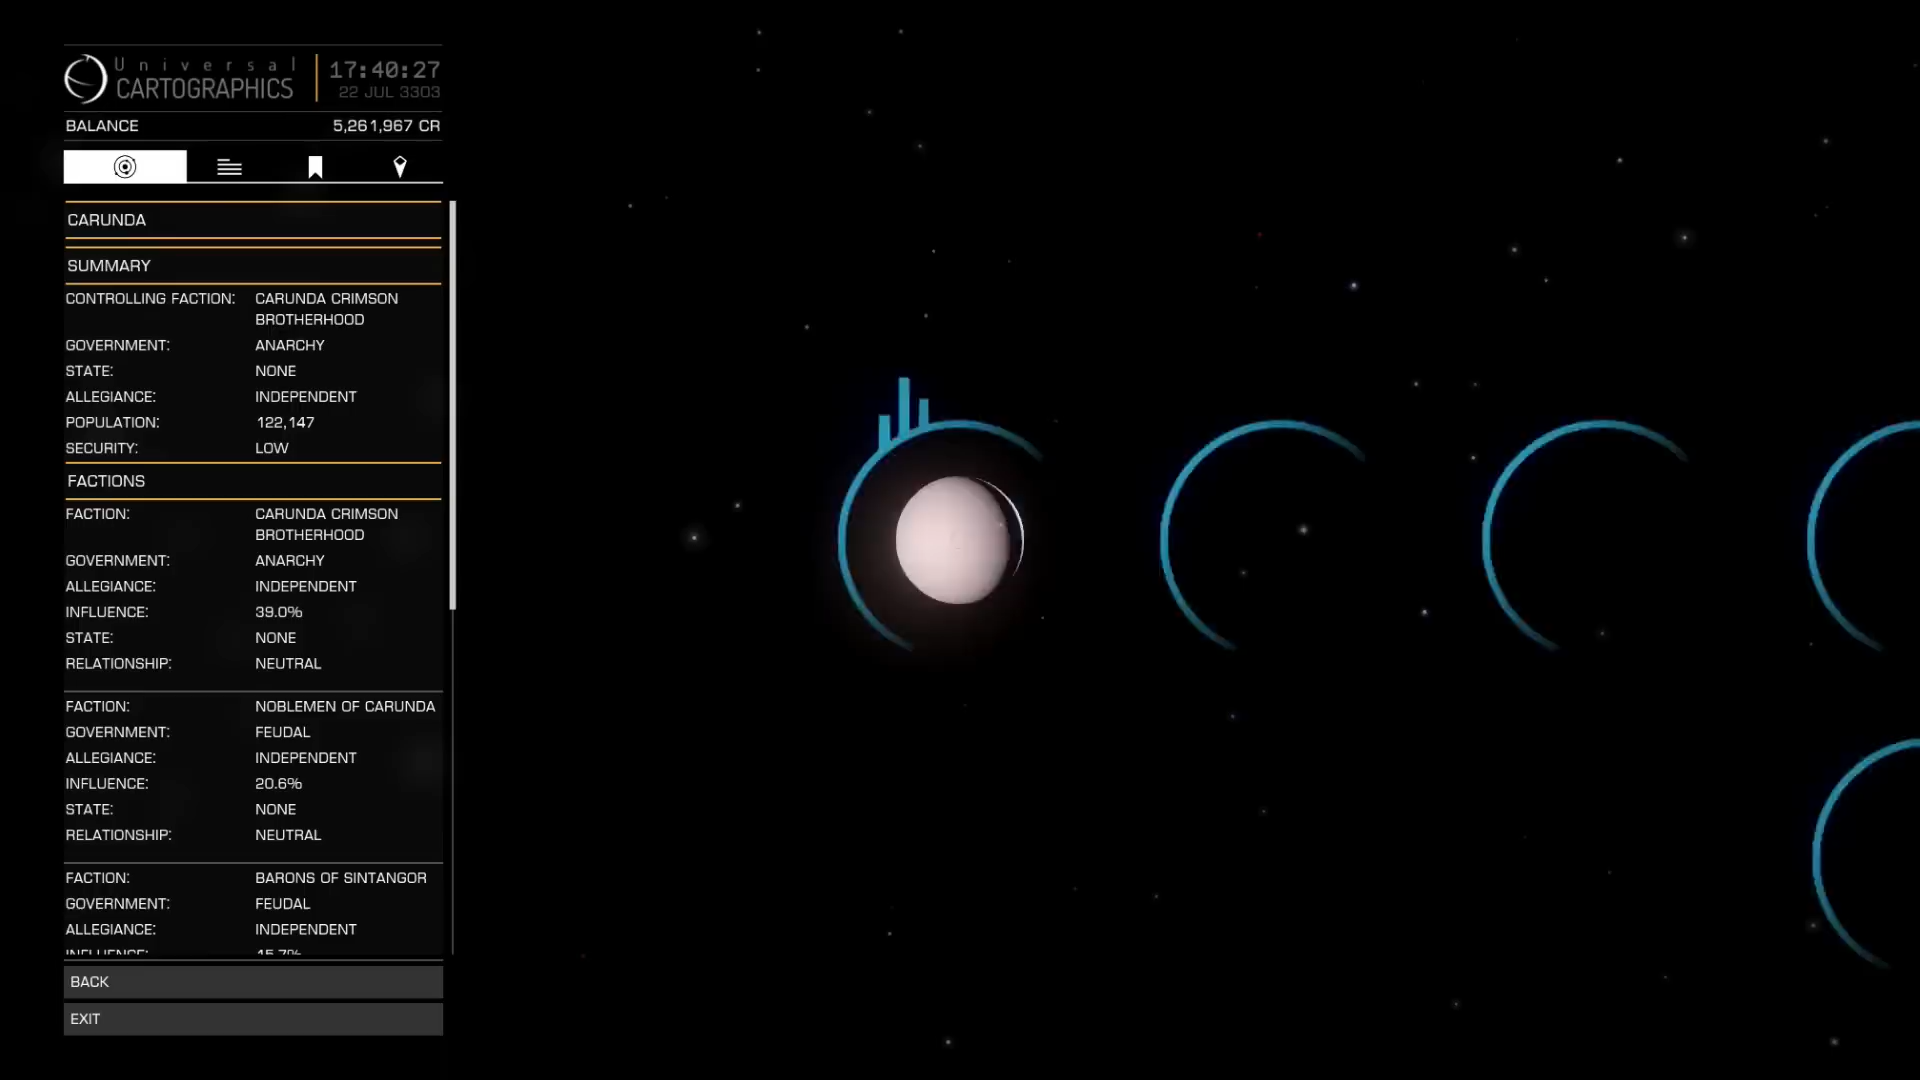 Universal
CARTOGRAPHICS
17:40:27
22 JUL 3303
BALANCE 5,261,967 CR
CARUNDA
SUMMARY
CONTROLLING FACTION: CARUNDA CRIMSON
BROTHERHOOD
GOVERNMENT: ANARCHY
STATE: NONE
ALLEGIANCE: INDEPENDENT
POPULATION: 122,147
SECURITY: LOW
FACTIONS
FACTION: CARUNDA CRIMSON
BROTHERHOOD
GOVERNMENT: ANARCHY
ALLEGIANCE: INDEPENDENT
INFLUENCE: 39.0%
STATE: NONE
RELATIONSHIP: NEUTRAL
FACTION: NOBLEMEN OF CARUNDA
GOVERNMENT: FEUDAL
ALLEGIANCE: INDEPENDENT
INFLUENCE: 20.6%
STATE: NONE
RELATIONSHIP: NEUTRAL
FACTION: BARONS OF SINTANGOR
GOVERNMENT: FEUDAL
ALLEGIANCE: INDEPENDENT
INFLUENCE: 15.7%
BACK
EXIT